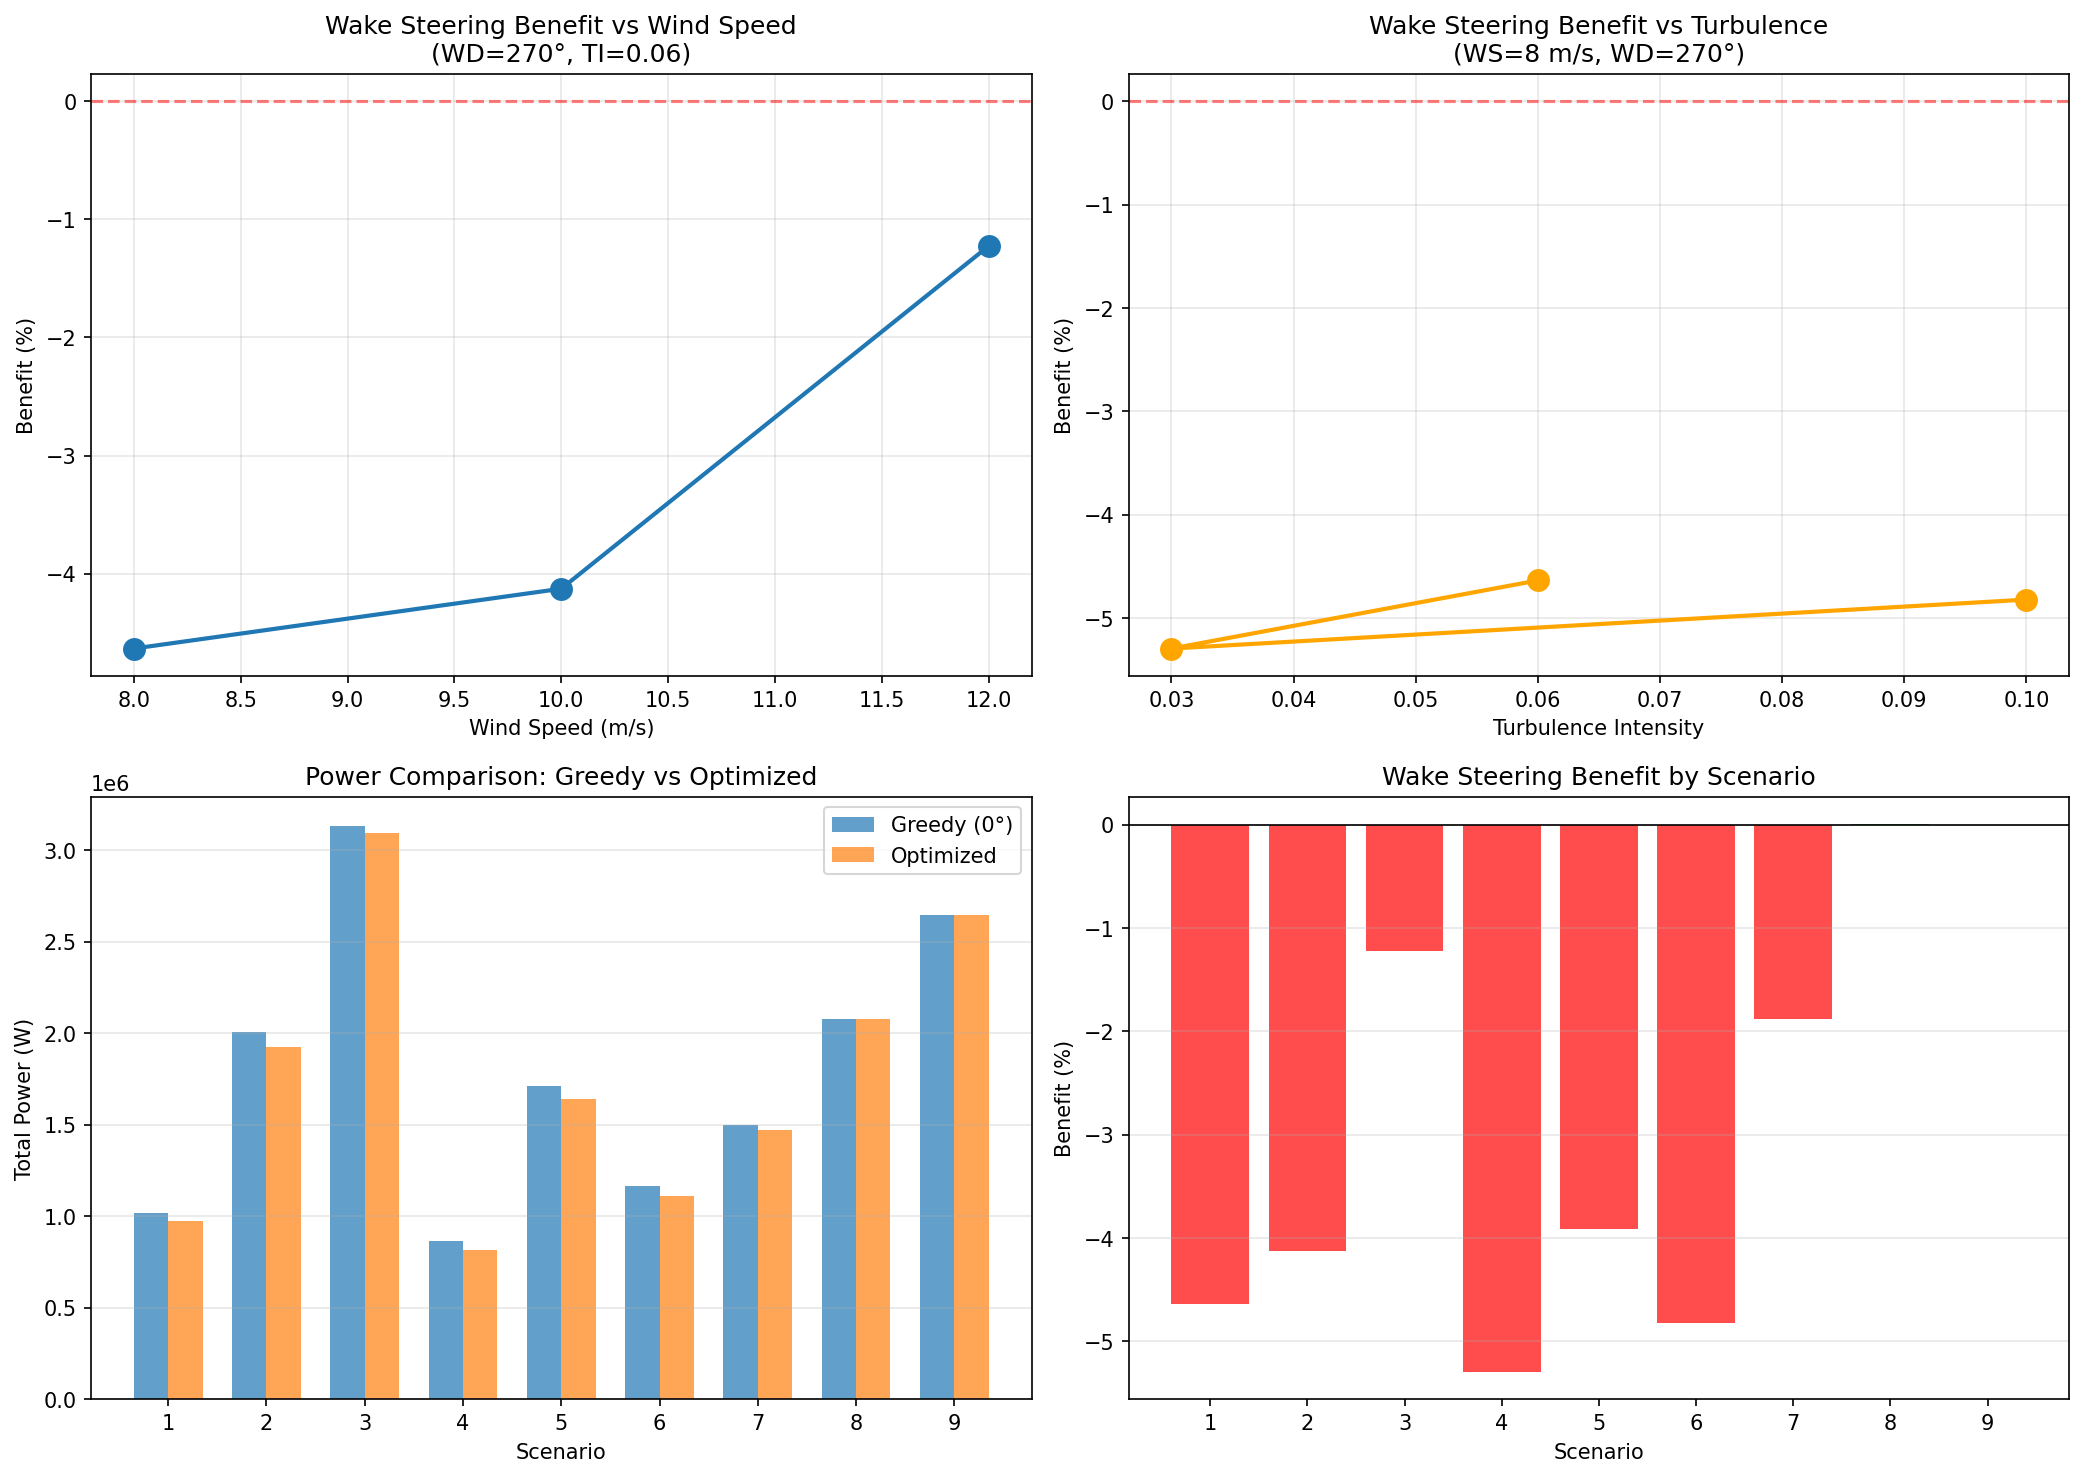 Wake Steering Benefit vs Wind Speed
(WD=270°, TI=0.06)
0
−1
−2
−3
−4
Benefit (%)
8.0 8.5 9.0 9.5 10.0 10.5 11.0 11.5 12.0
Wind Speed (m/s)
Wake Steering Benefit vs Turbulence
(WS=8 m/s, WD=270°)
0
−1
−2
−3
−4
−5
Benefit (%)
0.03 0.04 0.05 0.06 0.07 0.08 0.09 0.10
Turbulence Intensity
Power Comparison: Greedy vs Optimized
1e6
Greedy (0°)
Optimized
3.0
2.5
2.0
1.5
1.0
0.5
0.0
Total Power (W)
1 2 3 4 5 6 7 8 9
Scenario
Wake Steering Benefit by Scenario
0
−1
−2
−3
−4
−5
Benefit (%)
1 2 3 4 5 6 7 8 9
Scenario